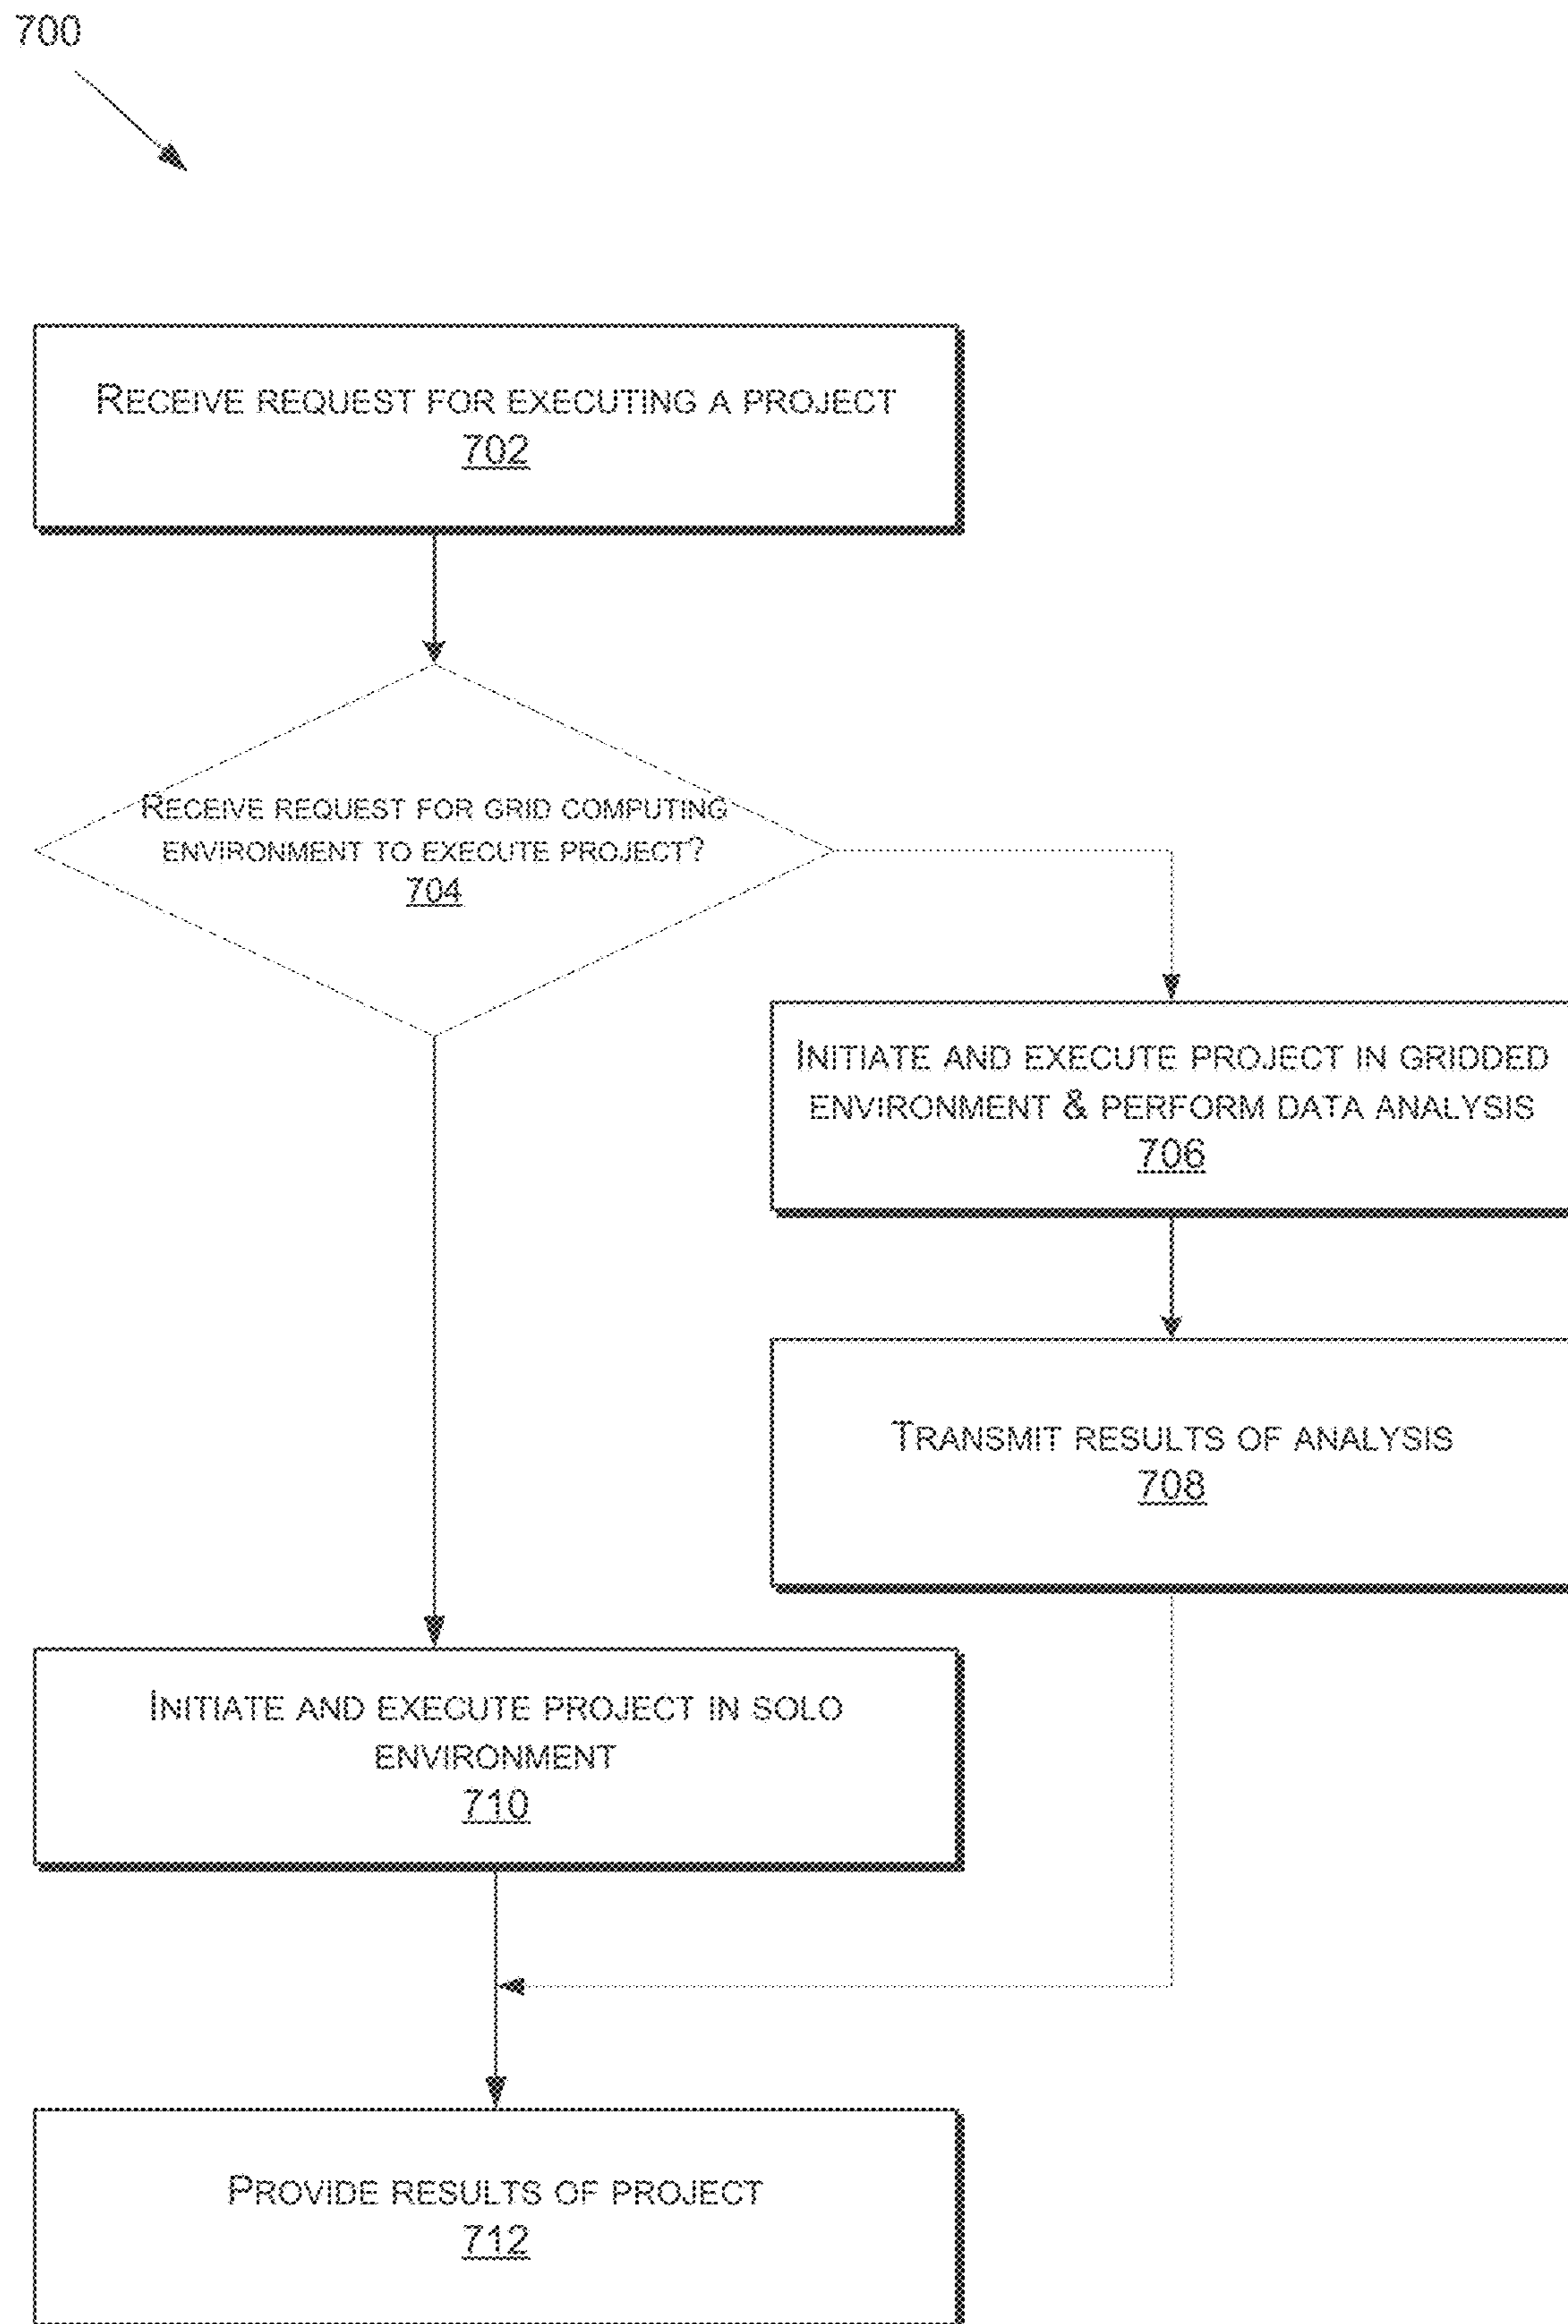 700
RECEIVE REQUEST FOR EXECUTING A PROJECT
702
RECEIVE REQUEST FOR GRID COMPUTING
ENVIRONMENT TO EXECUTE PROJECT?
704
INITIATE AND EXECUTE PROJECT IN GRIDDED
ENVIRONMENT & PERFORM DATA ANALYSIS
706
TRANSMIT RESULTS OF ANALYSIS
708
INITIATE AND EXECUTE PROJECT IN SOLO
ENVIRONMENT
710
PROVIDE RESULTS OF PROJECT
712